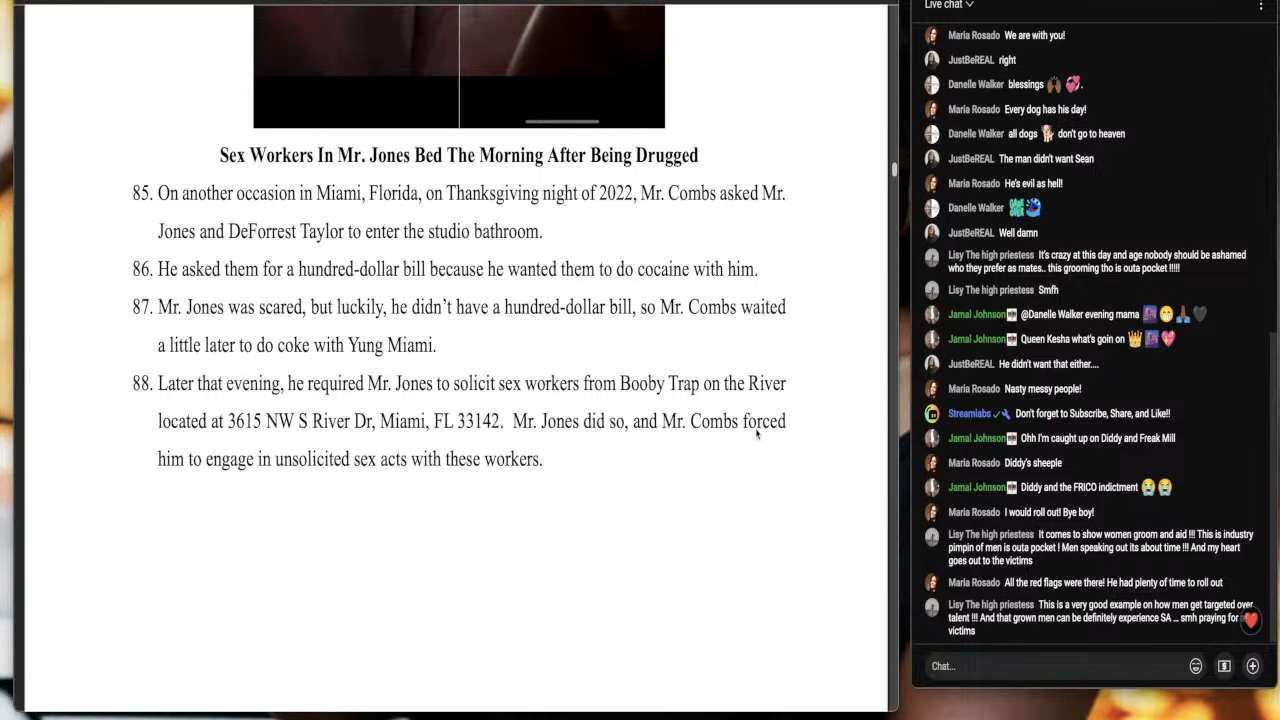 Sex Workers In Mr. Jones Bed The Morning After Being Drugged
85. On another occasion in Miami, Florida, on Thanksgiving night of 2022, Mr. Combs asked Mr.
Jones and DeForrest Taylor to enter the studio bathroom.
86. He asked them for a hundred-dollar bill because he wanted them to do cocaine with him.
87. Mr. Jones was scared, but luckily, he didn't have a hundred-dollar bill, so Mr. Combs waited
a little later to do coke with Yung Miami.
88. Later that evening, he required Mr. Jones to solicit sex workers from Booby Trap on the River
located at 3615 NW S River Dr, Miami, FL 33142. Mr. Jones did so, and Mr. Combs forced
him to engage in unsolicited sex acts with these workers.
Live chat
Maria Rosado We are with you!
JustBeREAL right
Danelle Walker blessings 🙌🏾 💞 .
Maria Rosado Every dog has his day!
Danelle Walker all dogs don't go to heaven
JustBeREAL The man didn't want Sean
Maria Rosado He's evil as hell!
Danelle Walker
JustBeREAL Well damn
Lisy The high priestess It's crazy at this day and age nobody should be ashamed
who they prefer as mates.. this grooming tho is outa pocket !!!!!
Lisy The high priestess Smfh
Jamal Johnson @Danelle Walker evening mama
Jamal Johnson Queen Kesha what's goin on
JustBeREAL He didn't want that either....
Maria Rosado Nasty messy people!
Streamlabs Don't forget to Subscribe, Share, and Like!!
Jamal Johnson Ohh I'm caught up on Diddy and Freak Mill
Maria Rosado Diddy's sheeple
Jamal Johnson Diddy and the FRICO indictment 😭 😭
Maria Rosado I would roll out! Bye boy!
Lisy The high priestess It comes to show women groom and aid !!! This is industry
pimpin of men is outa pocket ! Men speaking out its about time !!! And my heart
goes out to the victims
Maria Rosado All the red flags were there! He had plenty of time to roll out
Lisy The high priestess This is a very good example on how men get targeted over
talent !!! And that grown men can be definitely experience SA ... smh praying for
victims
Chat...